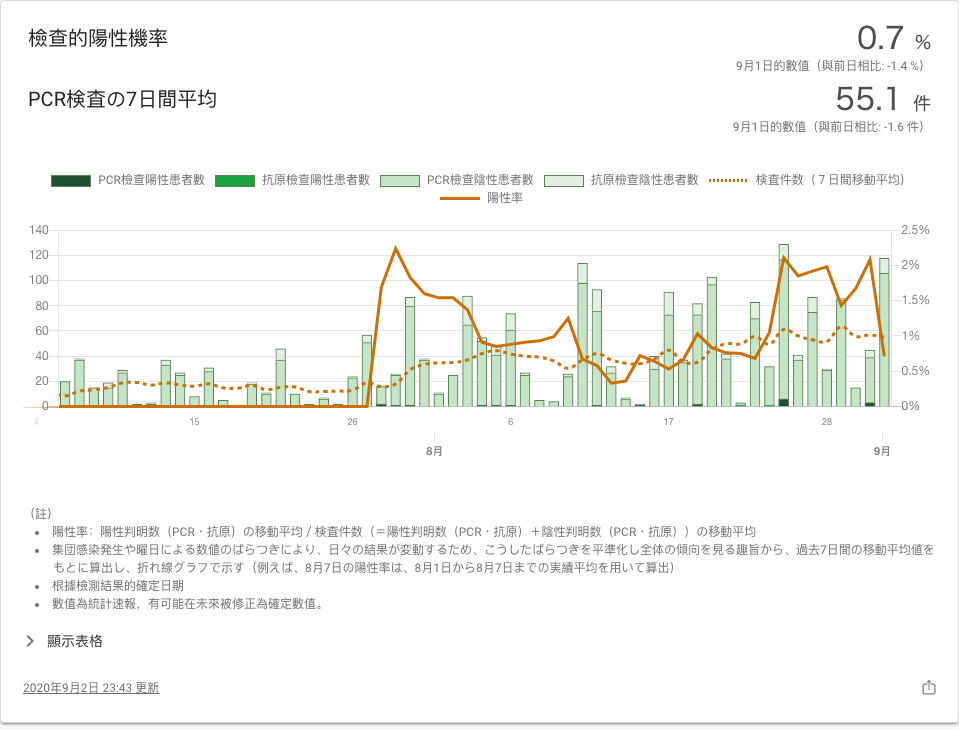 檢查的陽性機率
0.7 %
9月1日的數值（與前日相比: -1.4 %）
PCR検査の7日間平均
55.1 件
9月1日的數值（與前日相比: -1.6 件）
PCR檢查陽性患者數 抗原檢查陽性患者數 PCR檢查陰性患者數 抗原檢查陰性患者數 検査件数（７日間移動平均）
陽性率
140 2.5%
120 2%
100 1.5%
80
60 1%
40 0.5%
20
0 0%
4 15 26 6 17 28
8月 9月
（註）
陽性率：陽性判明数（PCR・抗原）の移動平均 / 検査件数（＝陽性判明数（PCR・抗原）＋陰性判明数（PCR・抗原））の移動平均
集団感染発生や曜日による数値のばらつきにより、日々の結果が変動するため、こうしたばらつきを平準化し全体の傾向を見る趣旨から、過去7日間の移動平均値を
もとに算出し、折れ線グラフで示す（例えば、8月7日の陽性率は、8月1日から8月7日までの実績平均を用いて算出）
根據檢測結果的確定日期
數值為統計速報，有可能在未來被修正為確定數值。
顯示表格
2020年9月2日 23:43 更新